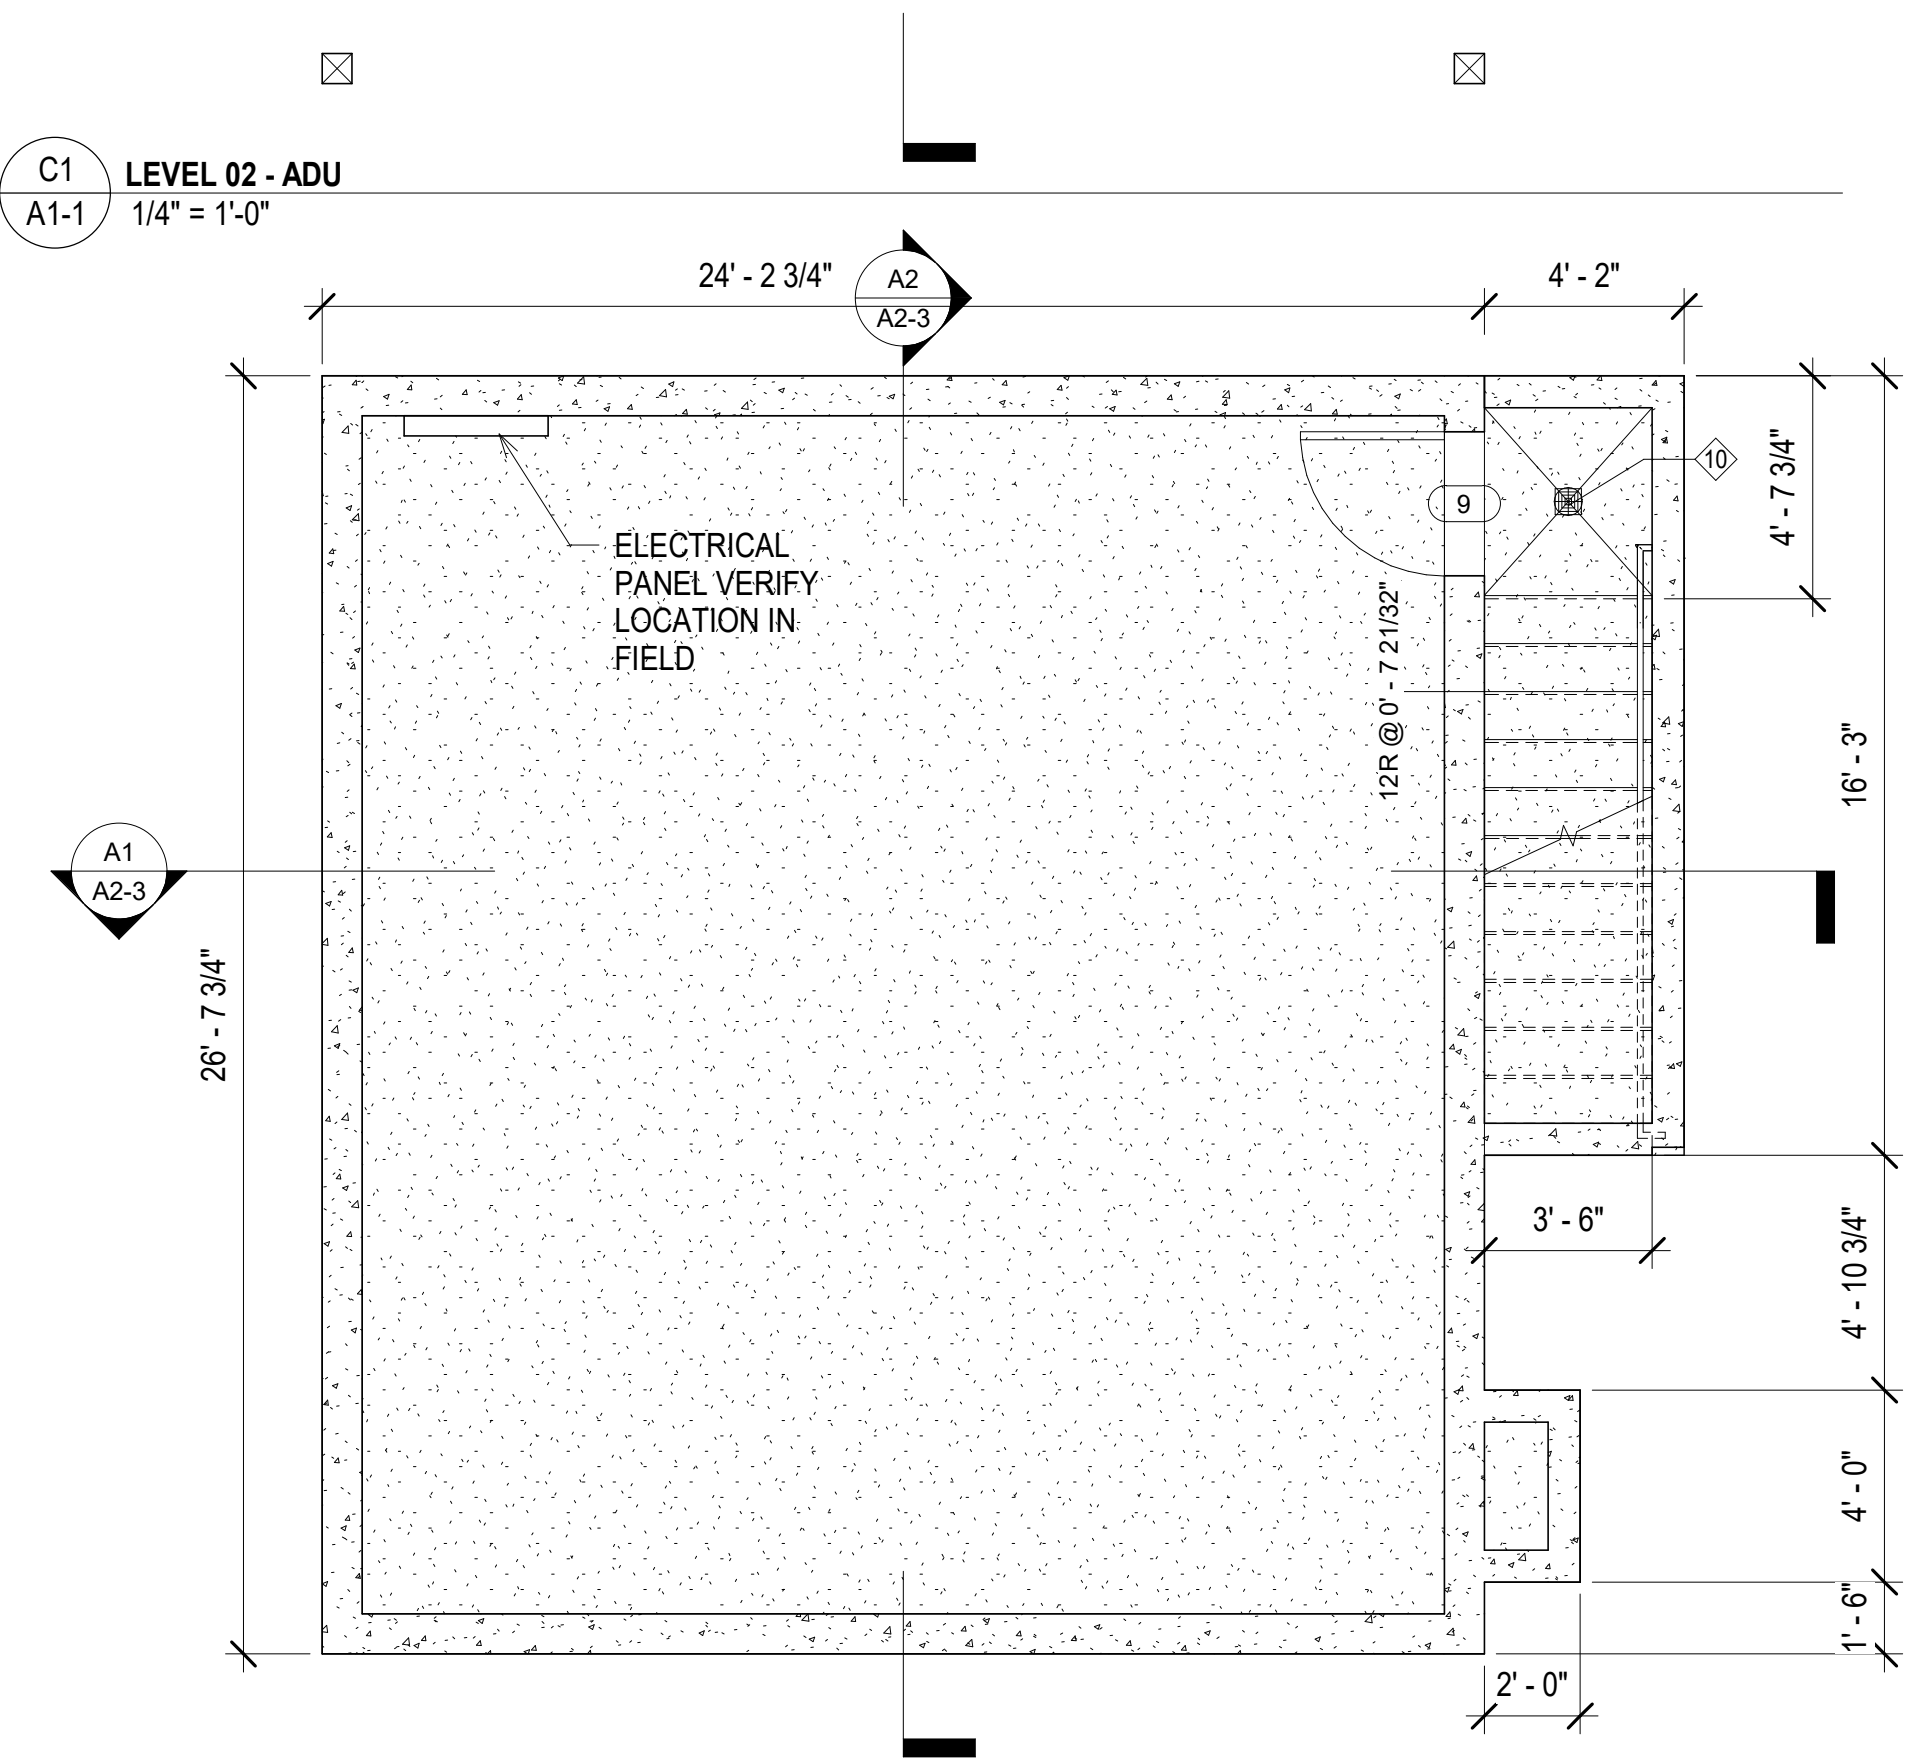 C1
LEVEL 02 - ADU
A1-1
1/4" = 1'-0"
24' - 2 3/4"
A2
A2-3
4' - 2"
10
4' - 7 3/4"
9
ELECTRICAL
PANEL VERIFY
LOCATION IN
FIELD
12R @ 0' - 7 21/32"
16' - 3"
A1
A2-3
26' - 7 3/4"
3' - 6"
4' - 10 3/4"
4' - 0"
1' - 6"
2' - 0"